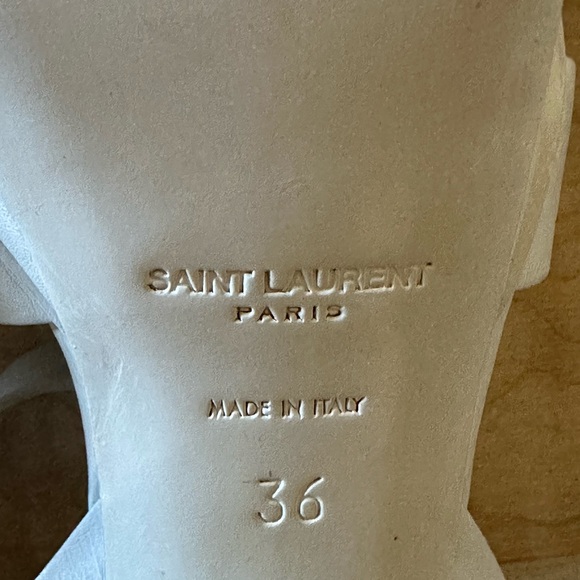 SAINT LAURENT
PARIS
MADE IN ITALY
36